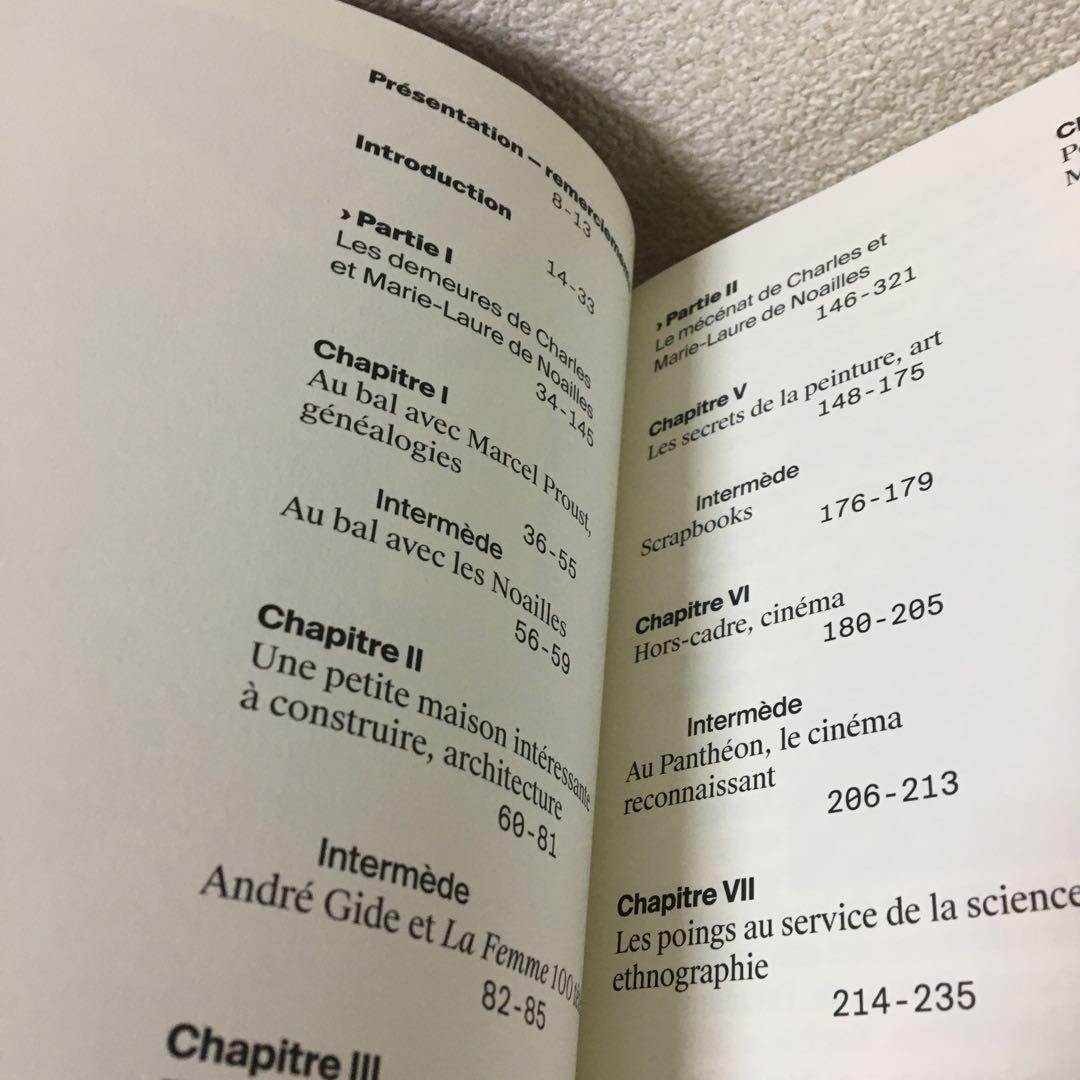 Présentation – remerciement
8-13
Introduction
14-33
› Partie I
Les demeures de Charles
et Marie-Laure de Noailles
34-145
Chapitre I
Au bal avec Marcel Proust,
généalogies
36-55
Intermède
Au bal avec les Noailles
56-59
Chapitre II
Une petite maison intéressante
à construire, architecture
60-81
Intermède
André Gide et La Femme 100
82-85
Chapitre III
› Partie II
Le mécénat de Charles et
Marie-Laure de Noailles
146-321
Chapitre V
Les secrets de la peinture, art
148-175
Intermède
Scrapbooks
176-179
Chapitre VI
Hors-cadre, cinéma
180-205
Intermède
Au Panthéon, le cinéma
reconnaissant
206-213
Chapitre VII
Les poings au service de la science
ethnographie
214-235